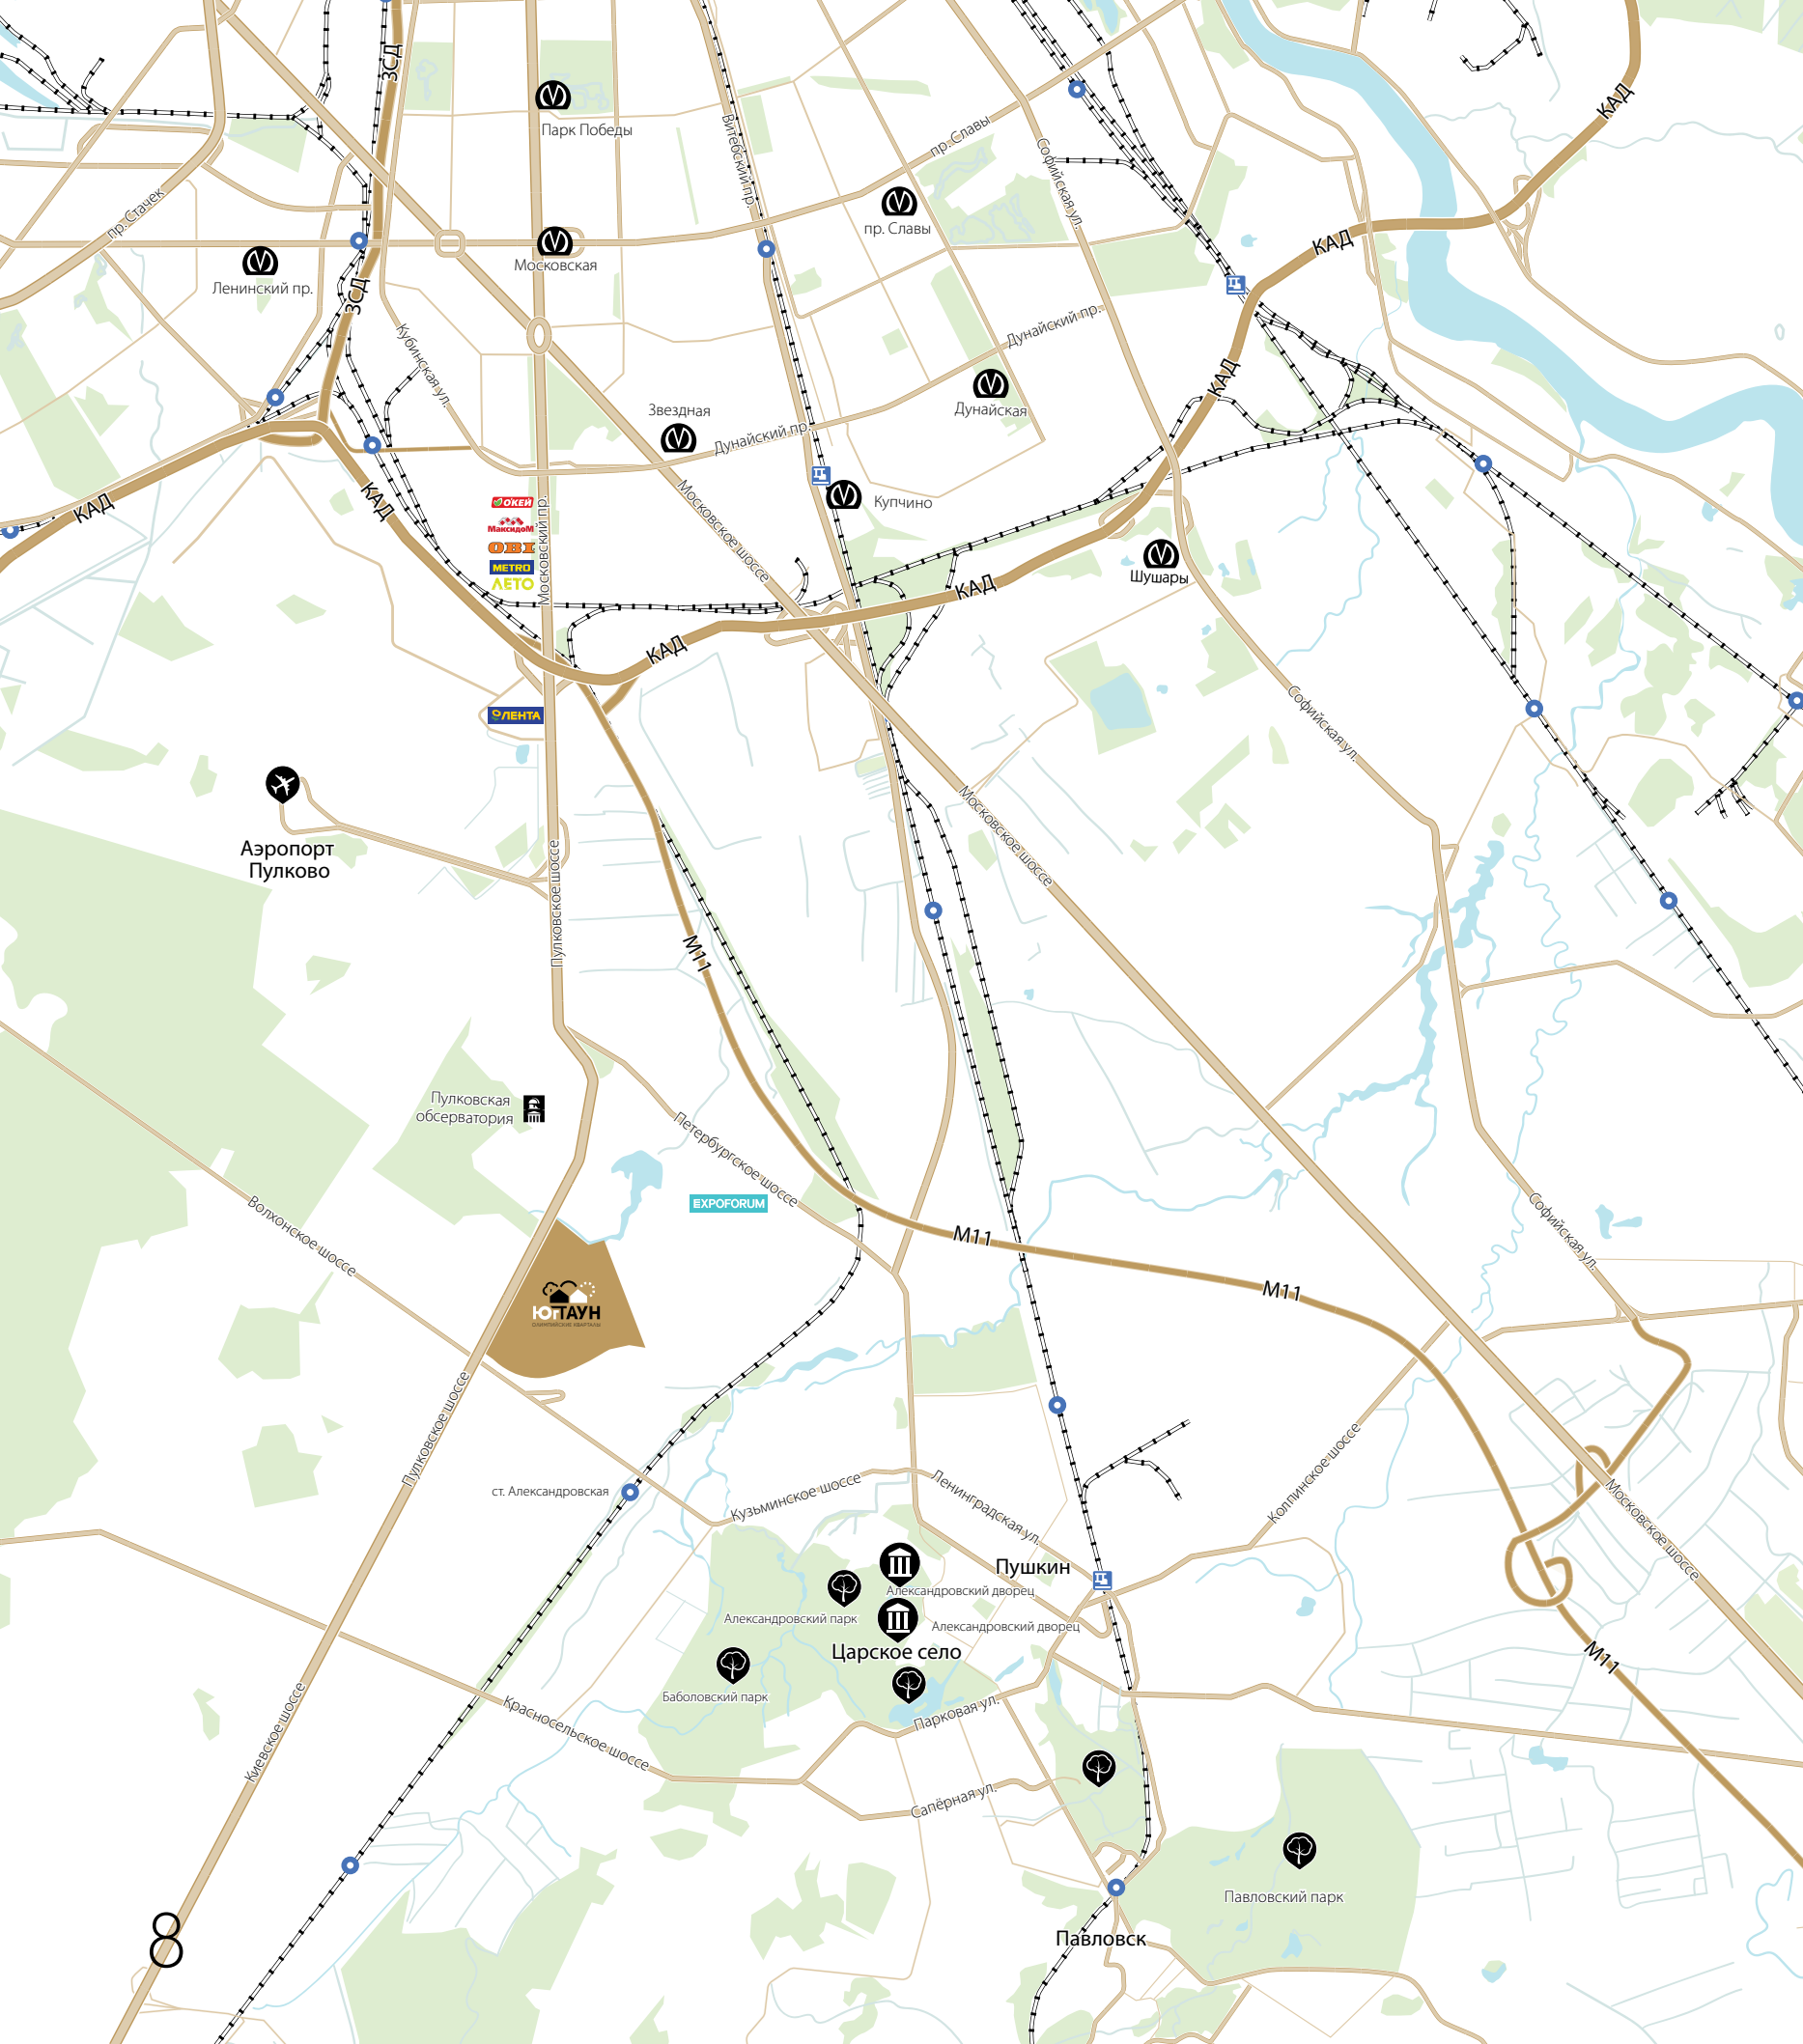 ЗСД
КАД
Парк Победы
Витебский пр.
пр. Славы
Софийская ул.
пр. Стачек
пр. Славы
КАД
Московская
Ленинский пр.
ЗСД
Кубинская ул.
Дунайский пр.
КАД
Дунайская
Звездная
Дунайский пр.
КАД
КАД
О'КЕЙ
МаксидоМ
OBI
METRO
ЛЕТО
Московский пр.
Московское шоссе
Купчино
Шушары
КАД
КАД
Софийская ул.
ЛЕНТА
Аэропорт
Пулково
Московское шоссе
Пулковское шоссе
М11
Пулковская
обсерватория
Петербургское шоссе
EXPOFORUM
Волхонское шоссе
М11
Софийская ул.
М11
ЮгТАУН
ОЛИМПИЙСКИЕ КВАРТАЛЫ
Пулковское шоссе
ст. Александровская
Кузьминское шоссе
Ленинградская ул.
Колпинское шоссе
Московское шоссе
Пушкин
Александровский дворец
Александровский парк
Александровский дворец
Царское село
М11
Баболовский парк
Парковая ул.
Красносельское шоссе
Киевское шоссе
Сапёрная ул.
Павловский парк
Павловск
8